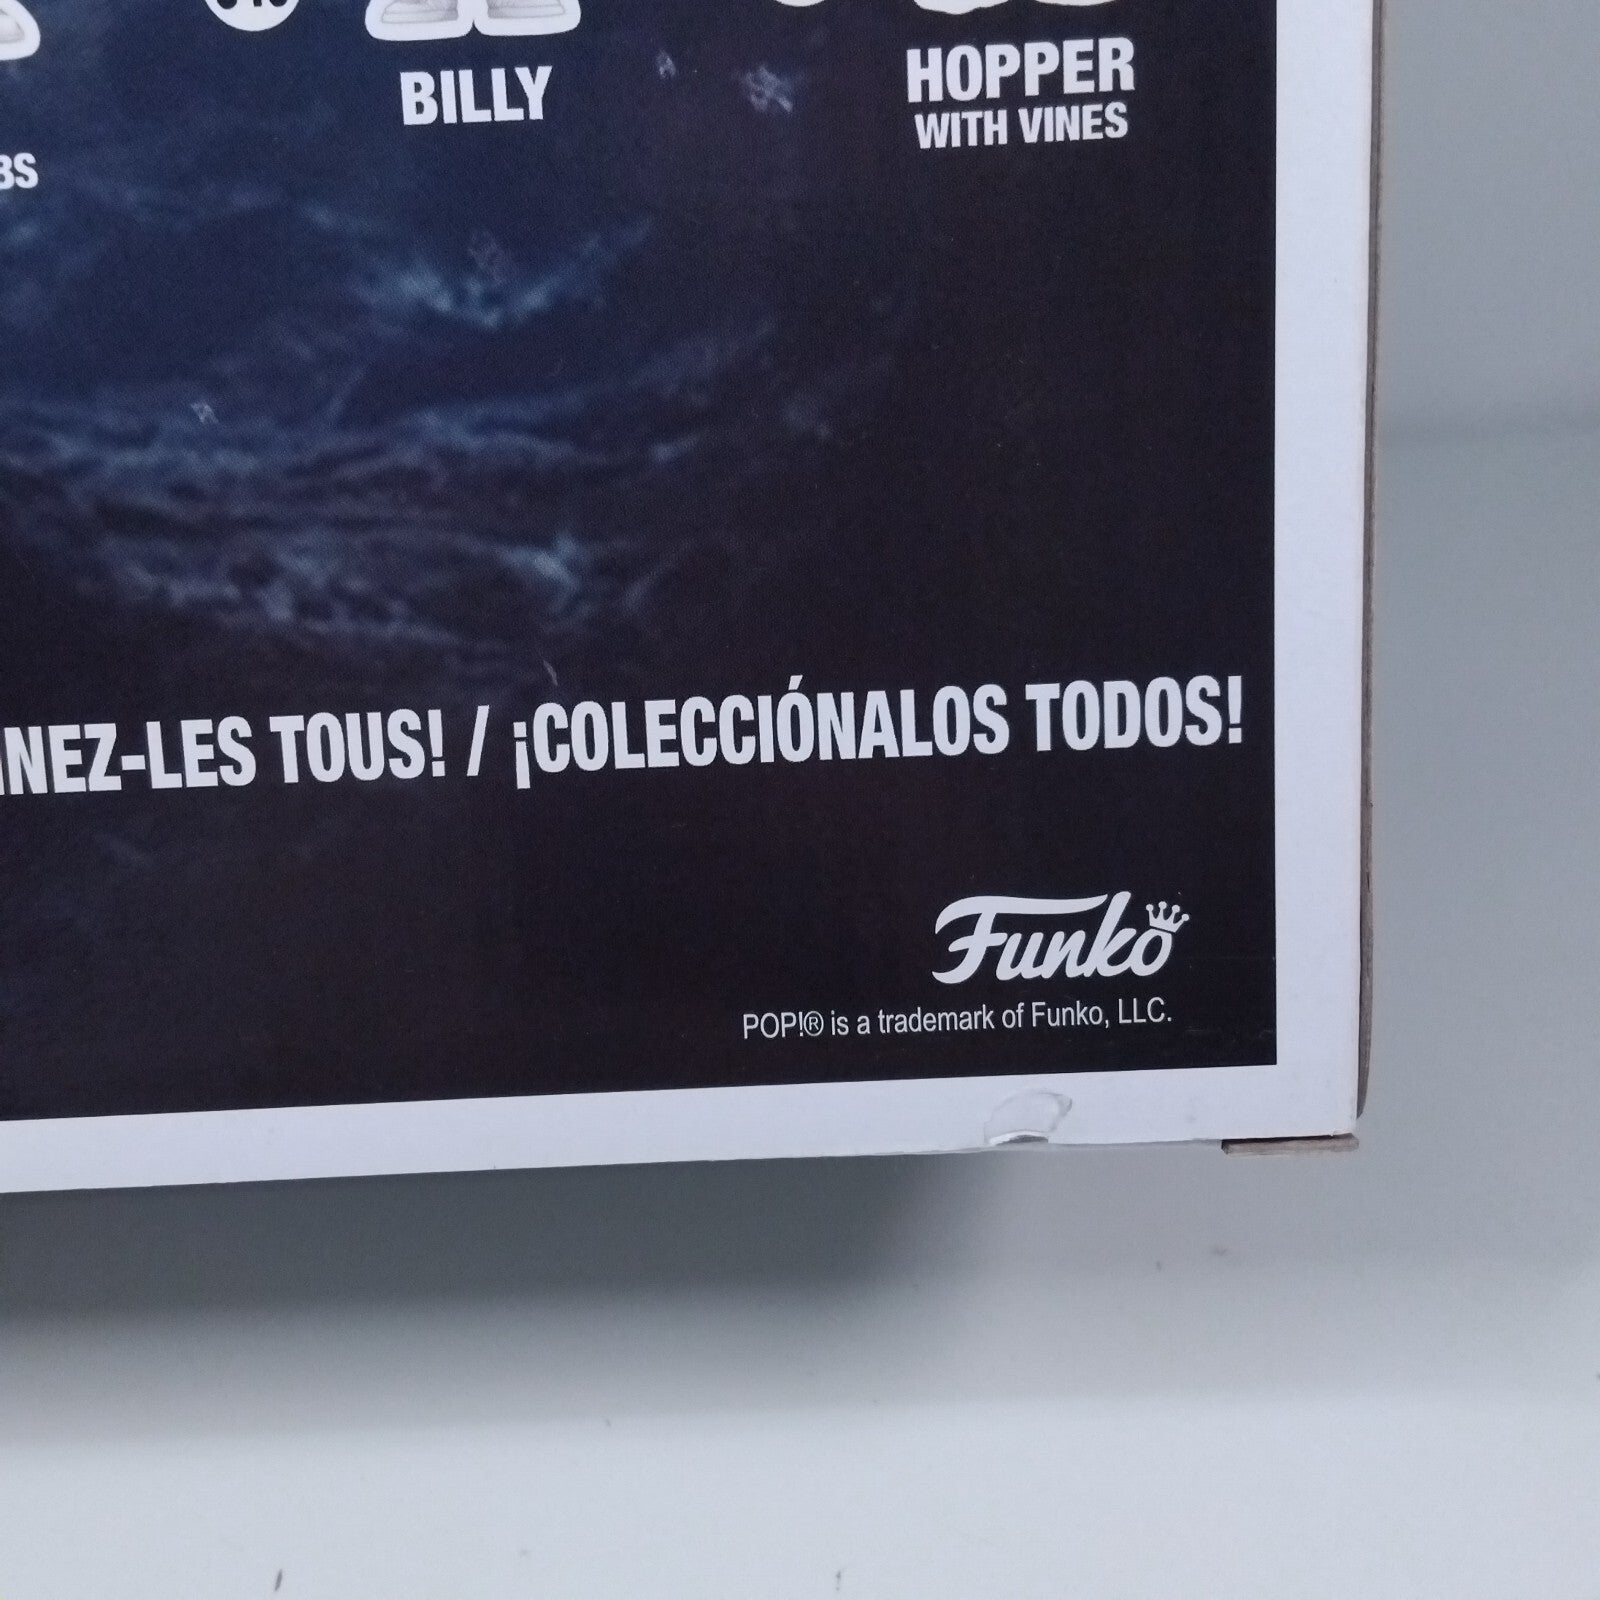 BILLY
HOPPER
WITH VINES
BS
NEZ-LES TOUS! / ¡COLECCIÓNALOS TODOS!
Funko
POP!® is a trademark of Funko, LLC.